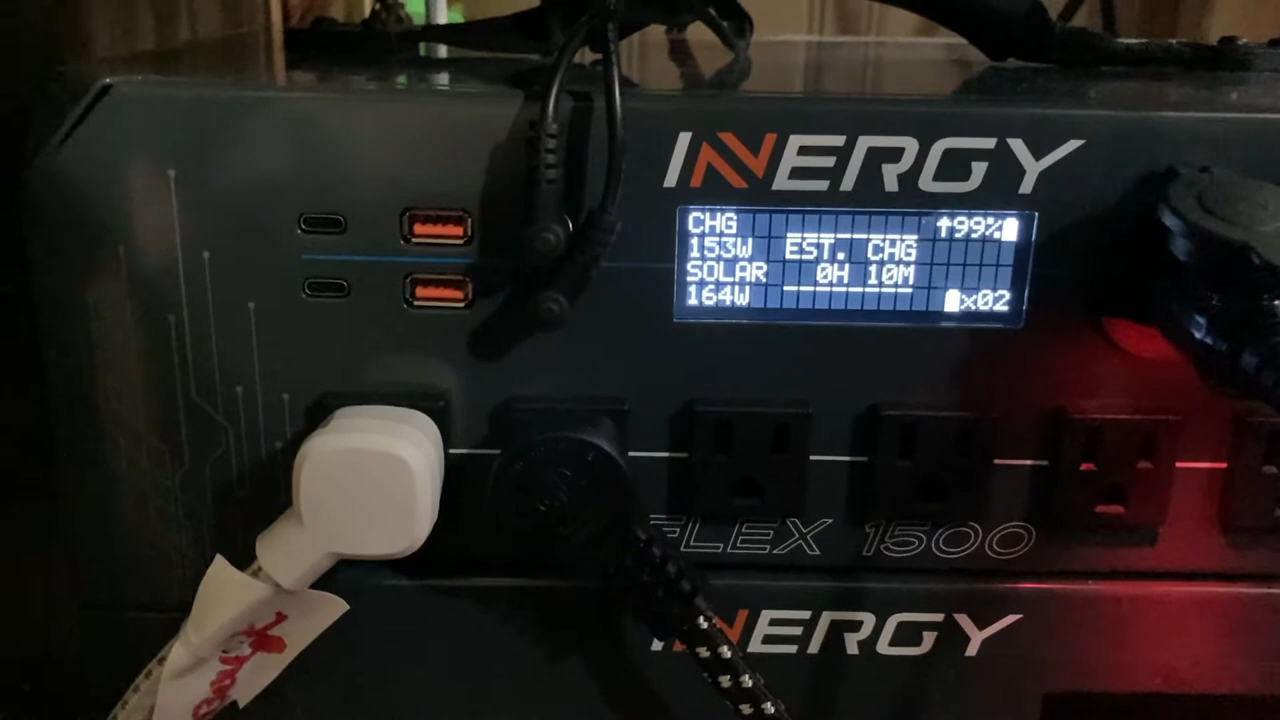 INERGY
CHG ↑99%
153W EST. CHG
SOLAR 0H 10M
164W x02
FLEX 1500
INERGY